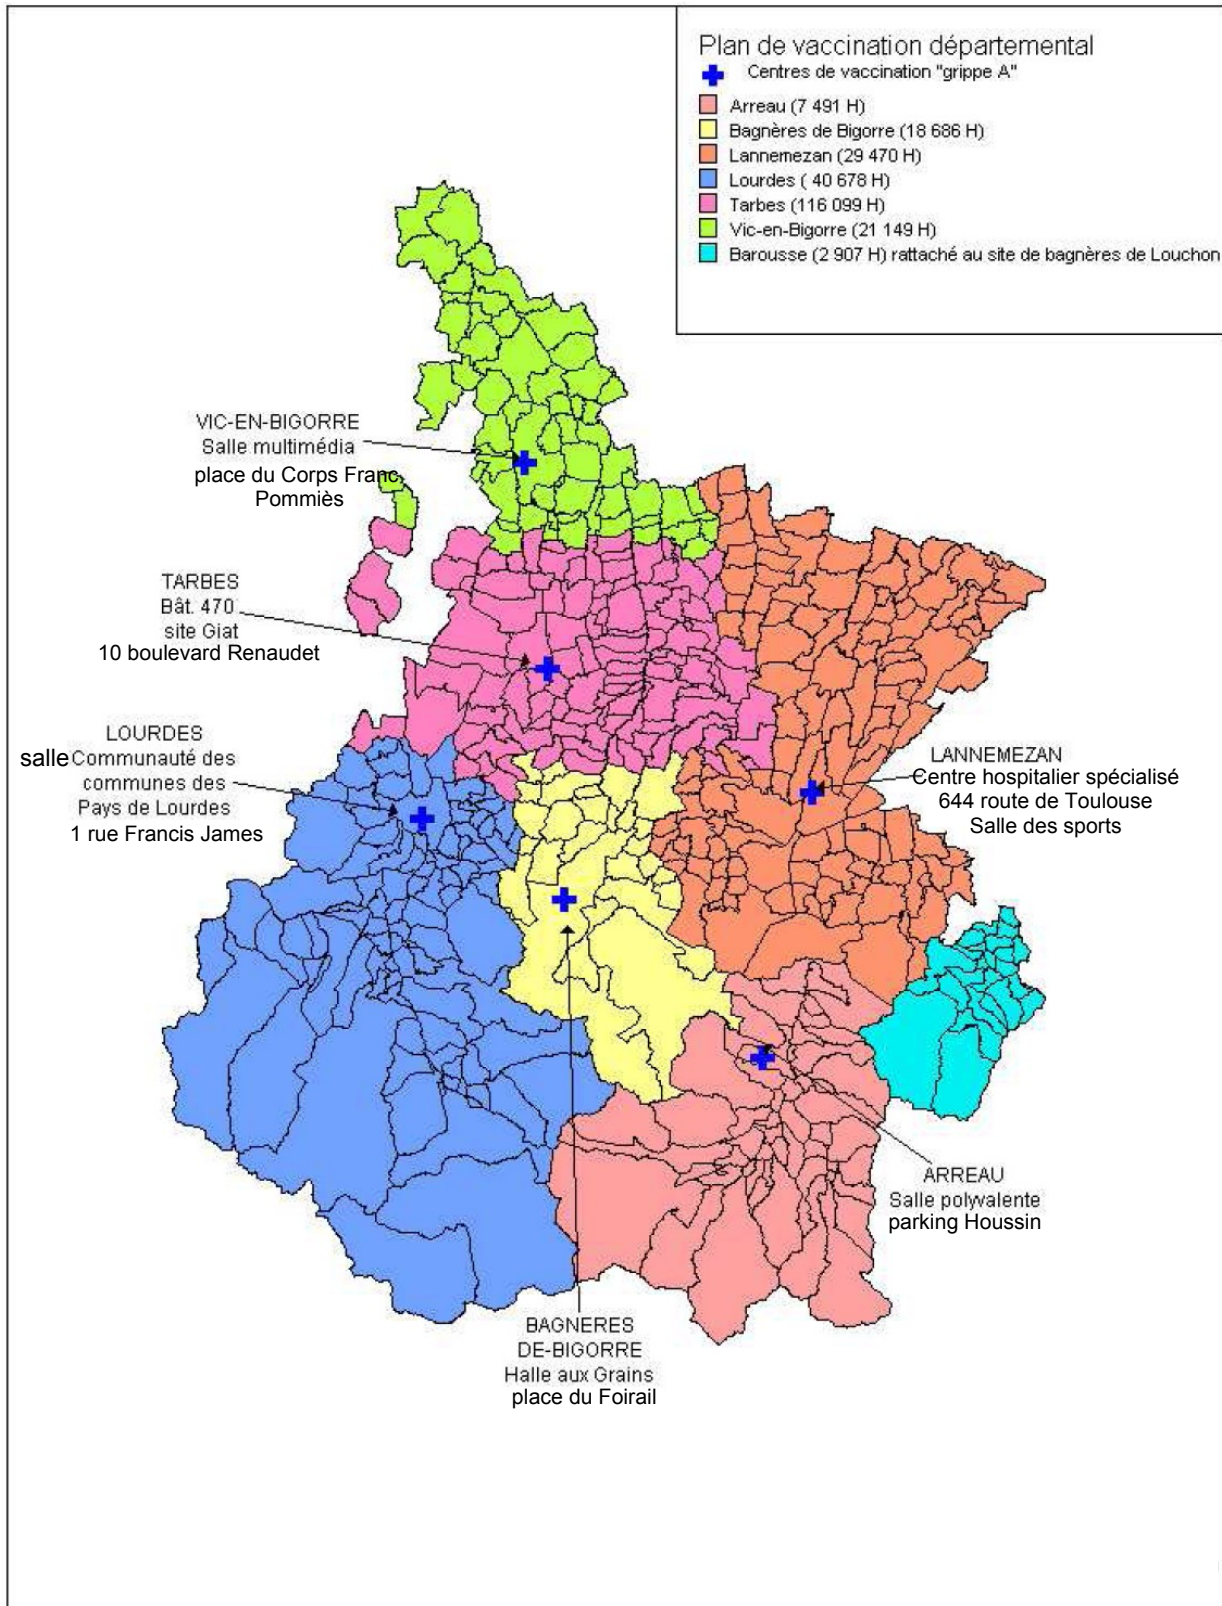 Plan de vaccination départemental
Centres de vaccination "grippe A"
Arreau (7 491 H)
Bagnères de Bigorre (18 686 H)
Lannemezan (29 470 H)
Lourdes ( 40 678 H)
Tarbes (116 099 H)
Vic-en-Bigorre (21 149 H)
Barousse (2 907 H) rattaché au site de bagnères de Louchon
VIC-EN-BIGORRE
Salle multimédia
place du Corps Franc
Pommiès
TARBES
Bât. 470
site Giat
10 boulevard Renaudet
LOURDES
salle Communauté des
communes des
Pays de Lourdes
1 rue Francis James
LANNEMEZAN
Centre hospitalier spécialisé
644 route de Toulouse
Salle des sports
ARREAU
Salle polyvalente
parking Houssin
BAGNERES
DE-BIGORRE
Halle aux Grains
place du Foirail